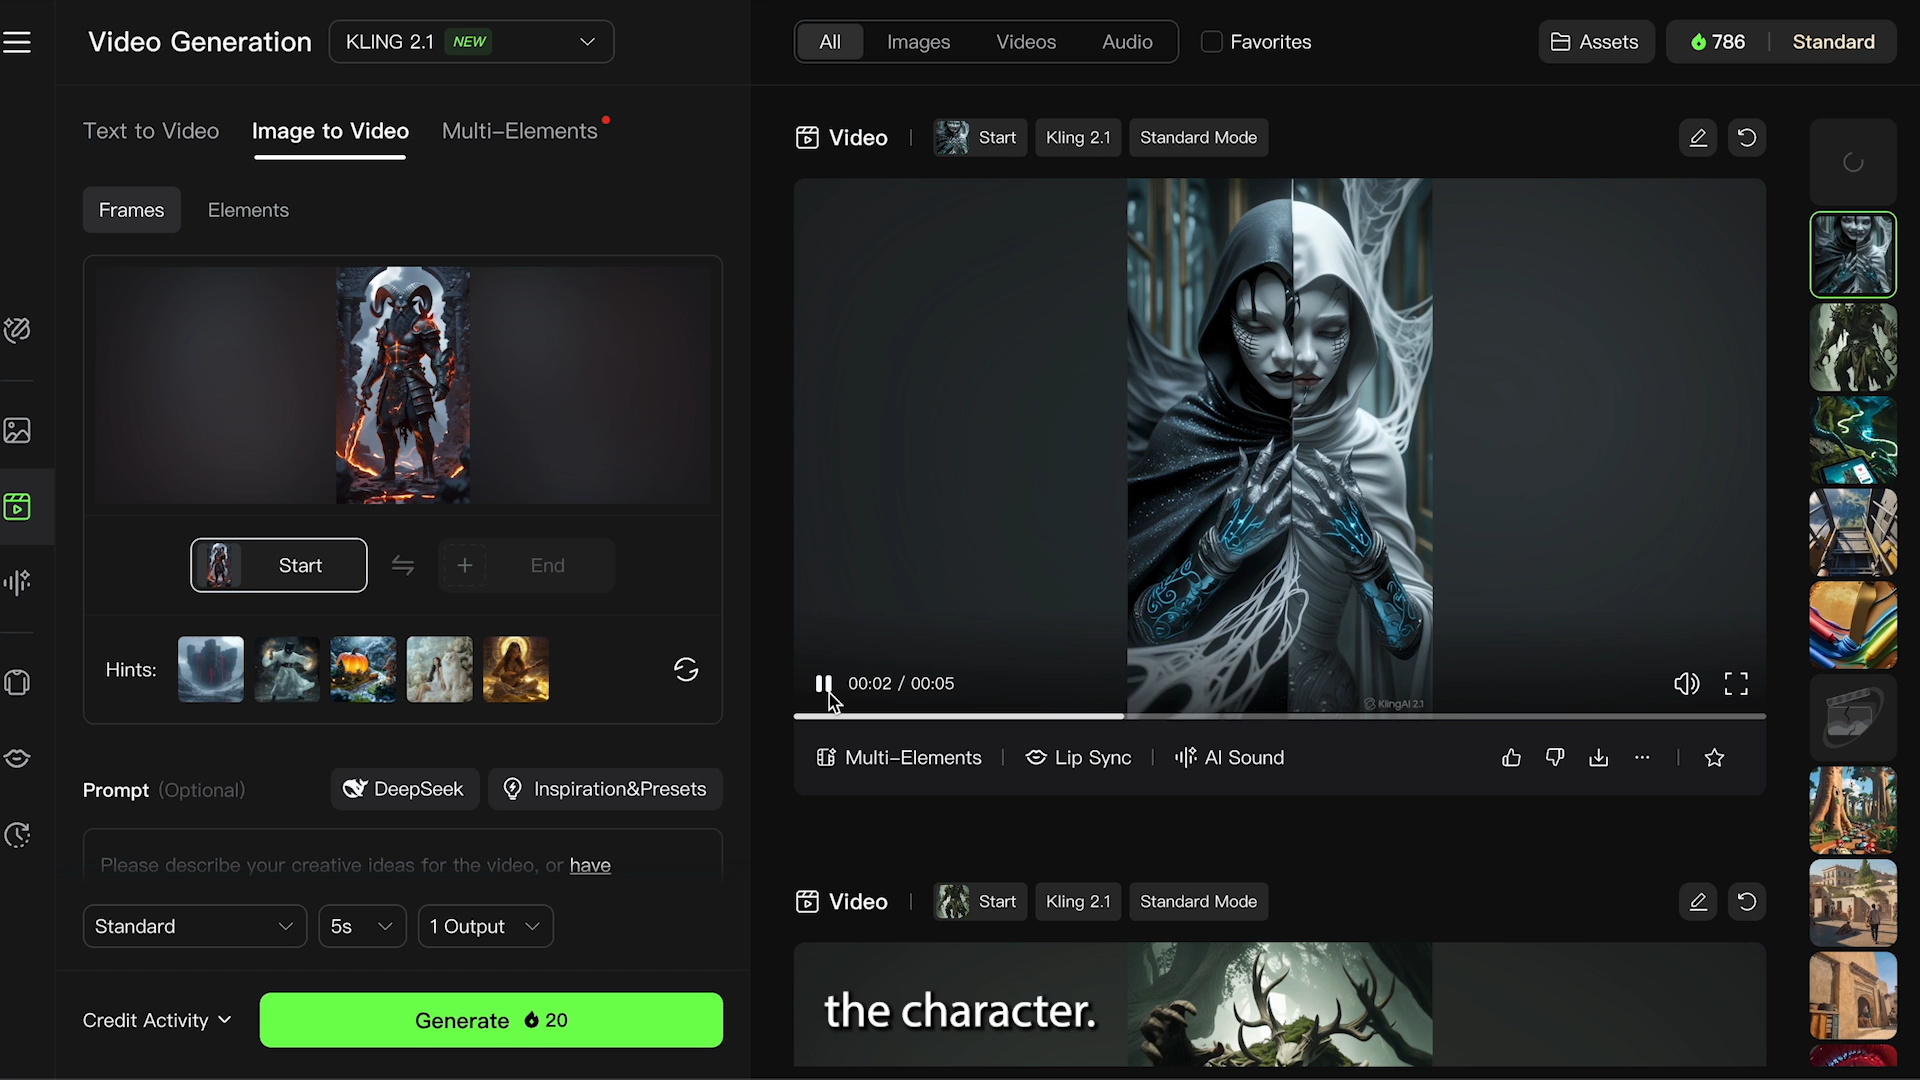 Video Generation
KLING 2.1 NEW
All Images Videos Audio
Favorites
Assets
786 Standard
Text to Video Image to Video Multi-Elements
Video Start Kling 2.1 Standard Mode
Frames Elements
Start End
Hints:
00:02 / 00:05
KlingAI 2.1
Multi-Elements Lip Sync AI Sound
Prompt (Optional) DeepSeek Inspiration&Presets
Please describe your creative ideas for the video, or have
Standard 5s 1 Output
Credit Activity Generate 20
Video Start Kling 2.1 Standard Mode
the character.